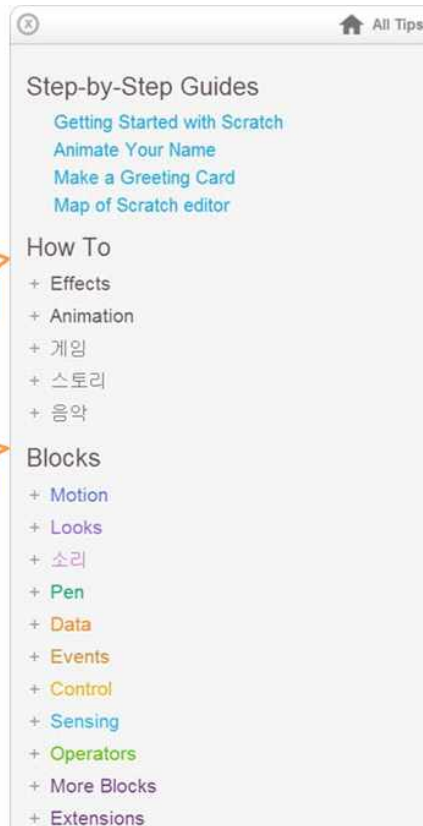 All Tips
Step-by-Step Guides
Getting Started with Scratch
Animate Your Name
Make a Greeting Card
Map of Scratch editor
How To
+ Effects
+ Animation
+ 게임
+ 스토리
+ 음악
Blocks
+ Motion
+ Looks
+ 소리
+ Pen
+ Data
+ Events
+ Control
+ Sensing
+ Operators
+ More Blocks
+ Extensions